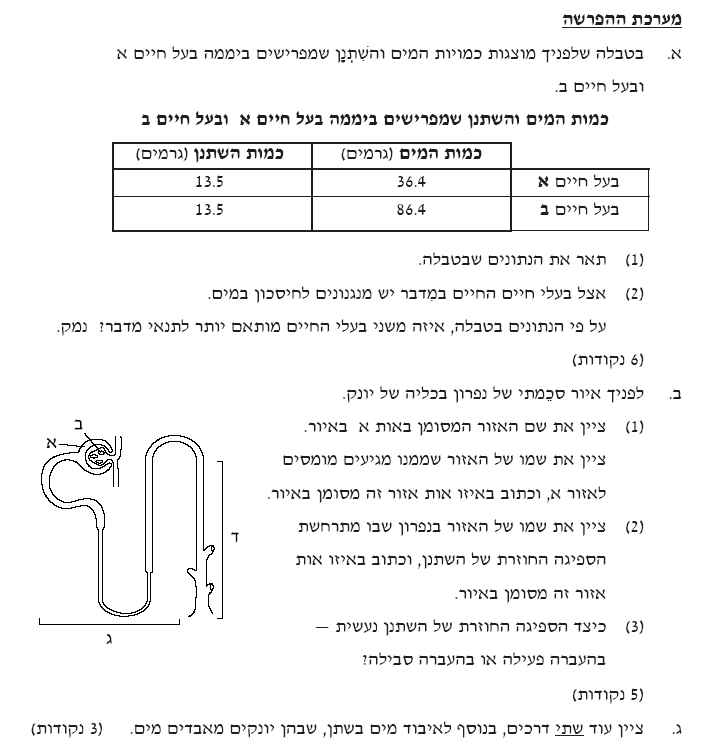 מערכת ההפרשה
א. בטבלה שלפניך מוצגות כמויות המים והשִׁתְנָן שמפרישים ביממה בעל חיים א
ובעל חיים ב.
כמות המים והשתנן שמפרישים ביממה בעל חיים א ובעל חיים ב
כמות המים (גרמים) כמות השתנן (גרמים)
בעל חיים א 36.4 13.5
בעל חיים ב 86.4 13.5
(1) תאר את הנתונים שבטבלה.
(2) אצל בעלי חיים החיים במִדבר יש מנגנונים לחיסכון במים.
על פי הנתונים בטבלה, איזה משני בעלי החיים מותאם יותר לתנאי מדבר? נמק.
(6 נקודות)
ב. לפניך איור סכֵמתי של נפרון בכליה של יונק.
(1) ציין את שם האזור המסומן באות א באיור.
ציין את שמו של האזור שממנו מגיעים מומסים
לאזור א, וכתוב באיזו אות אזור זה מסומן באיור.
(2) ציין את שמו של האזור בנפרון שבו מתרחשת
הספיגה החוזרת של השתנן, וכתוב באיזו אות
אזור זה מסומן באיור.
(3) כיצד הספיגה החוזרת של השתנן נעשית –
בהעברה פעילה או בהעברה סבילה?
(5 נקודות)
ב
א
ד
ג
ג. ציין עוד שתי דרכים, בנוסף לאיבוד מים בשתן, שבהן יונקים מאבדים מים. (3 נקודות)